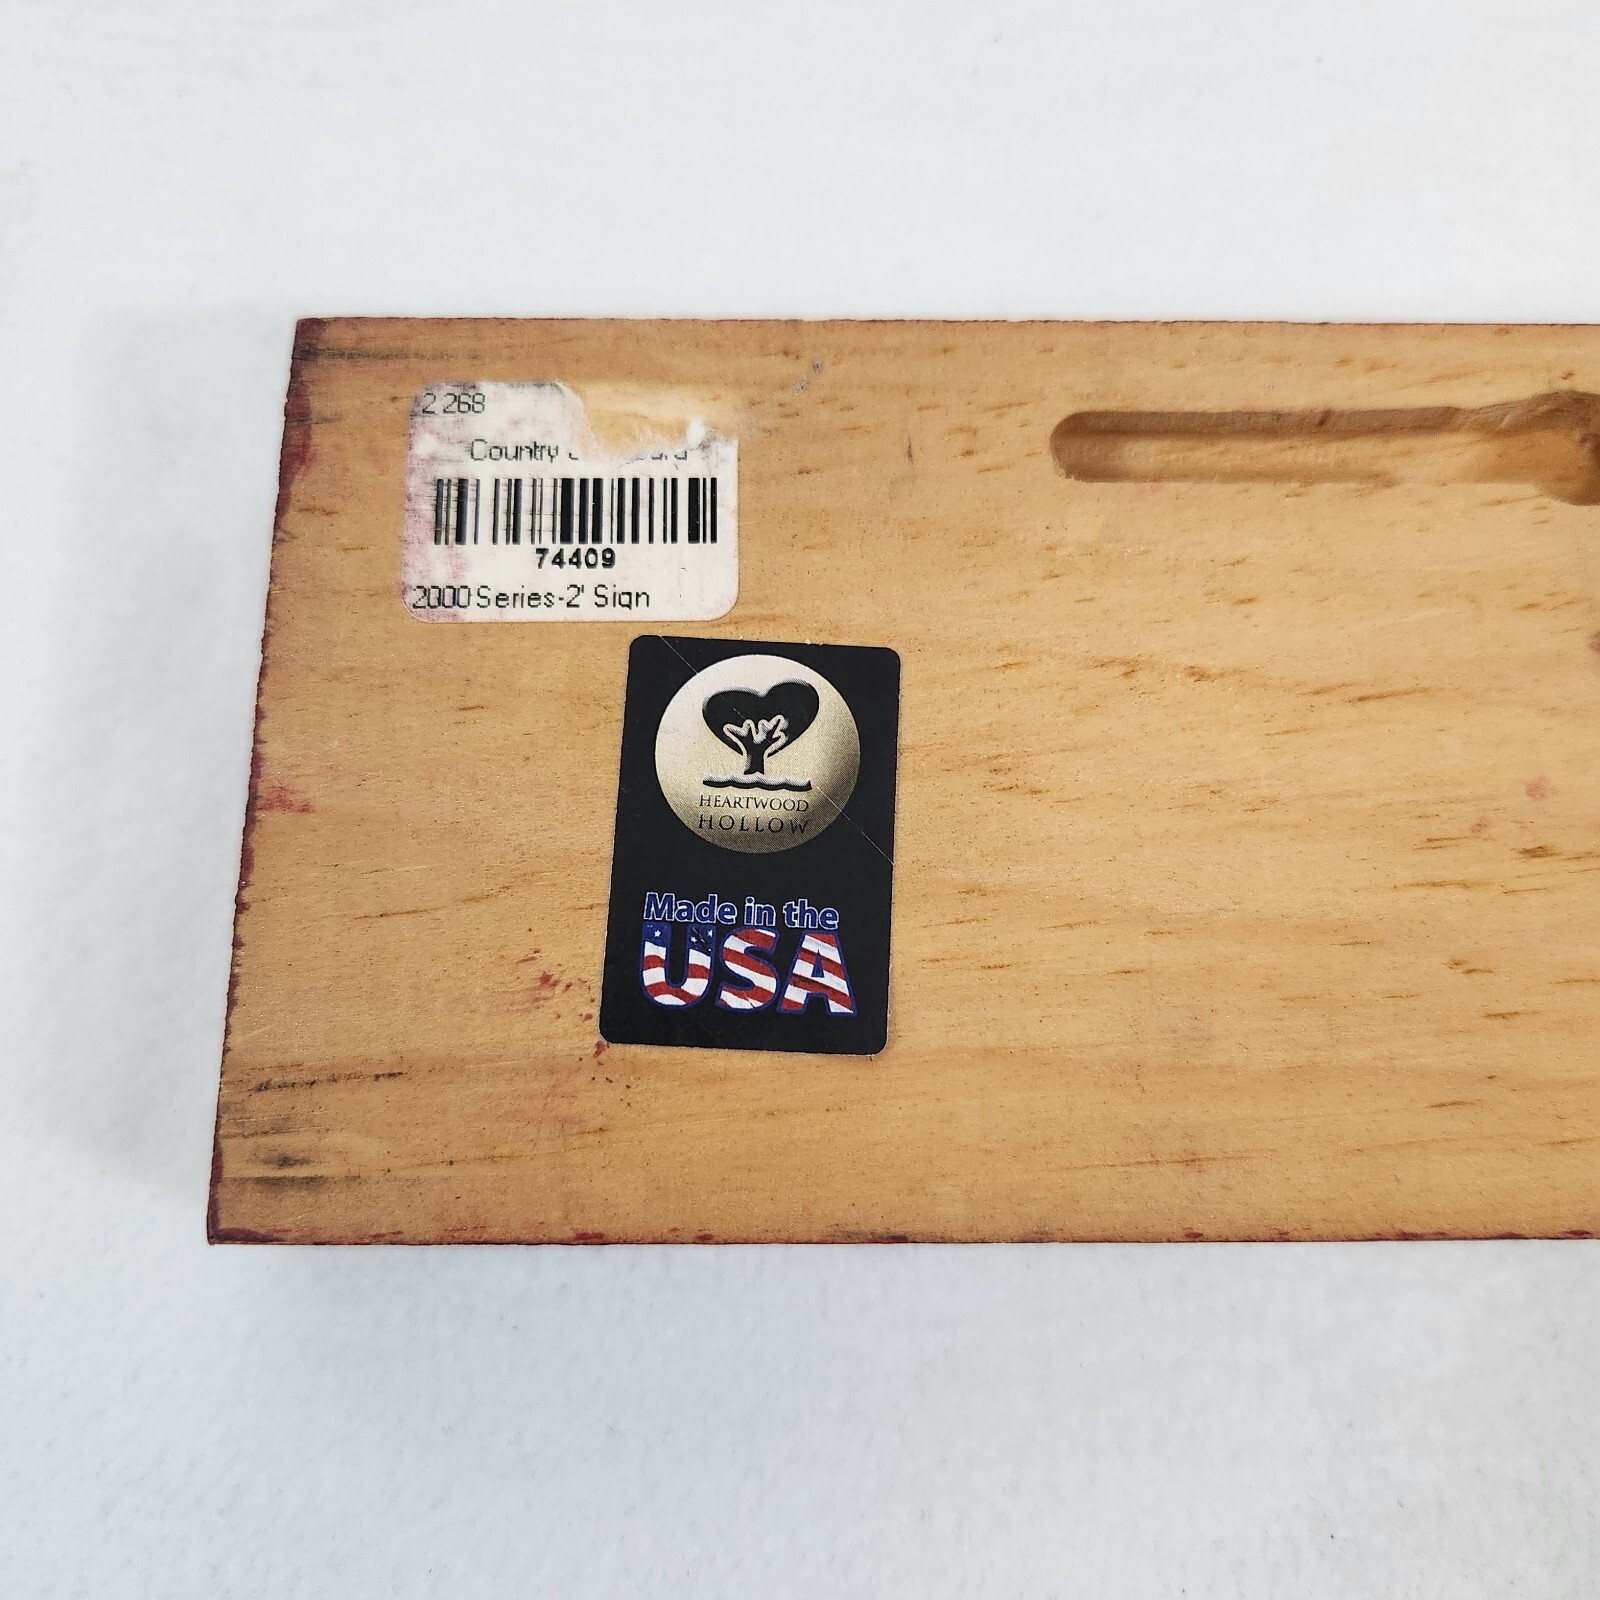 2 268
Country
74409
2000 Series-2' Sign
HEARTWOOD
HOLLOW
Made in the
USA